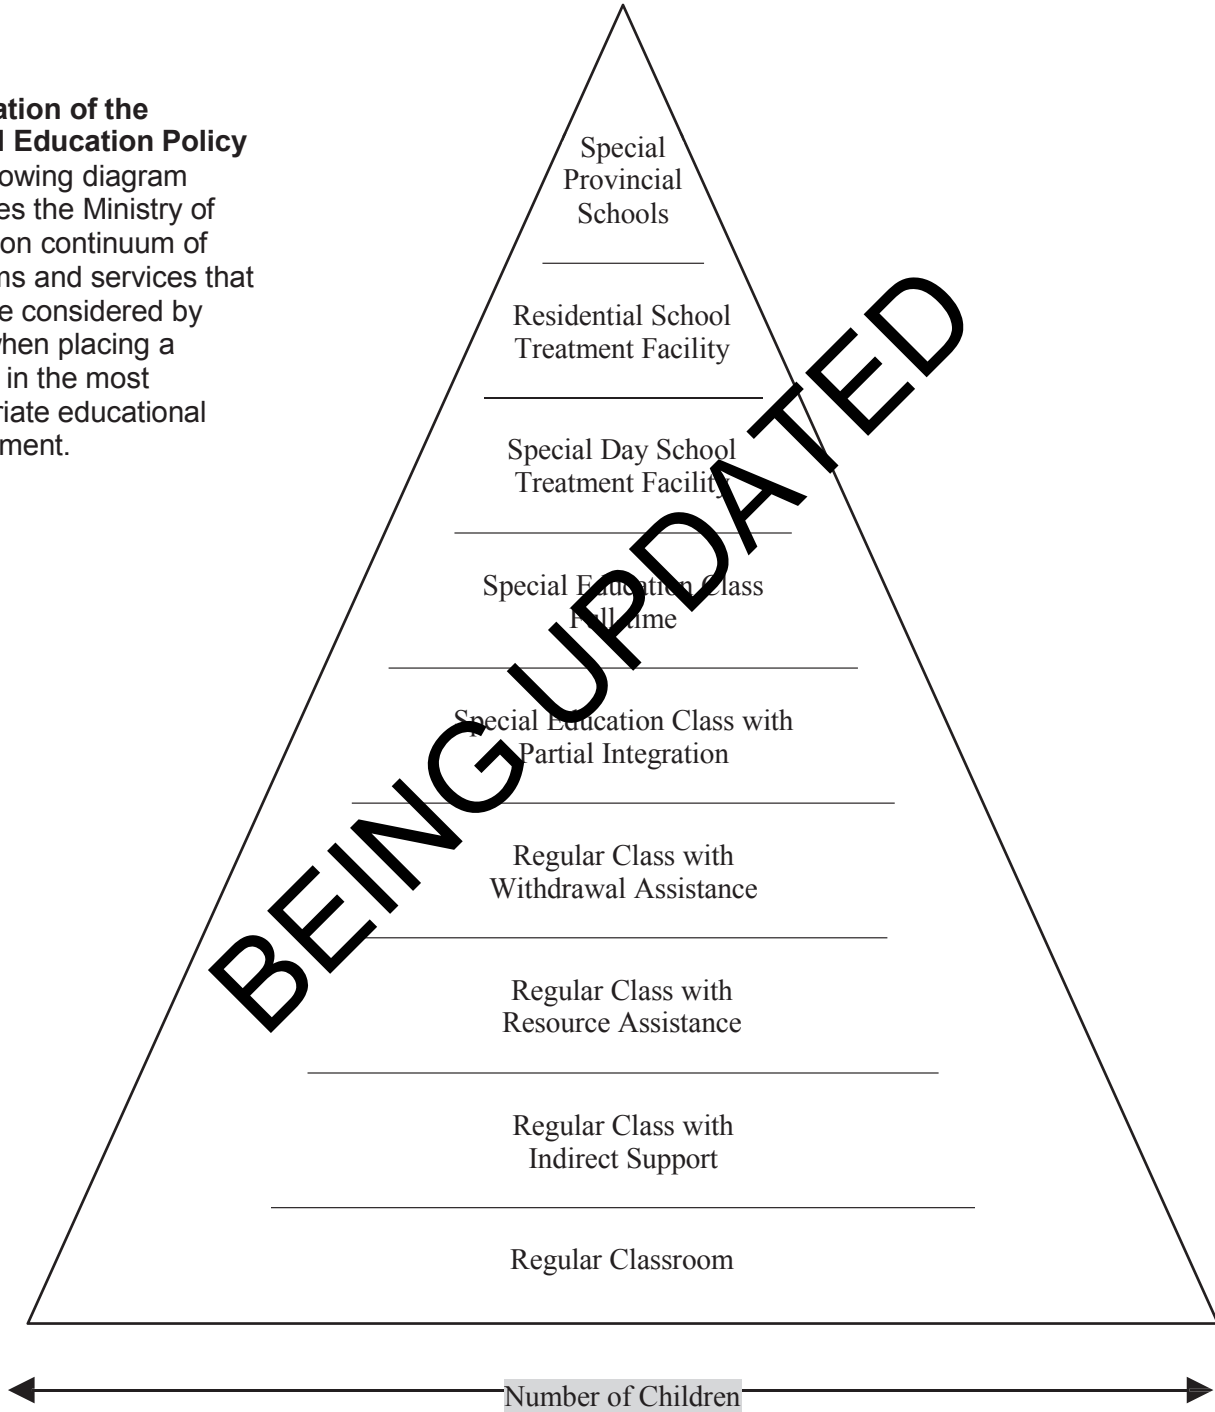 ation of the
l Education Policy
owing diagram
es the Ministry of
on continuum of
ms and services that
e considered by
when placing a
in the most
riate educational
ment.
Special
Provincial
Schools
Residential School
Treatment Facility
Special Day School
Treatment Facility
Special Education Class
Full-time
Special Education Class with
Partial Integration
Regular Class with
Withdrawal Assistance
Regular Class with
Resource Assistance
Regular Class with
Indirect Support
Regular Classroom
Number of Children
BEING UPDATED